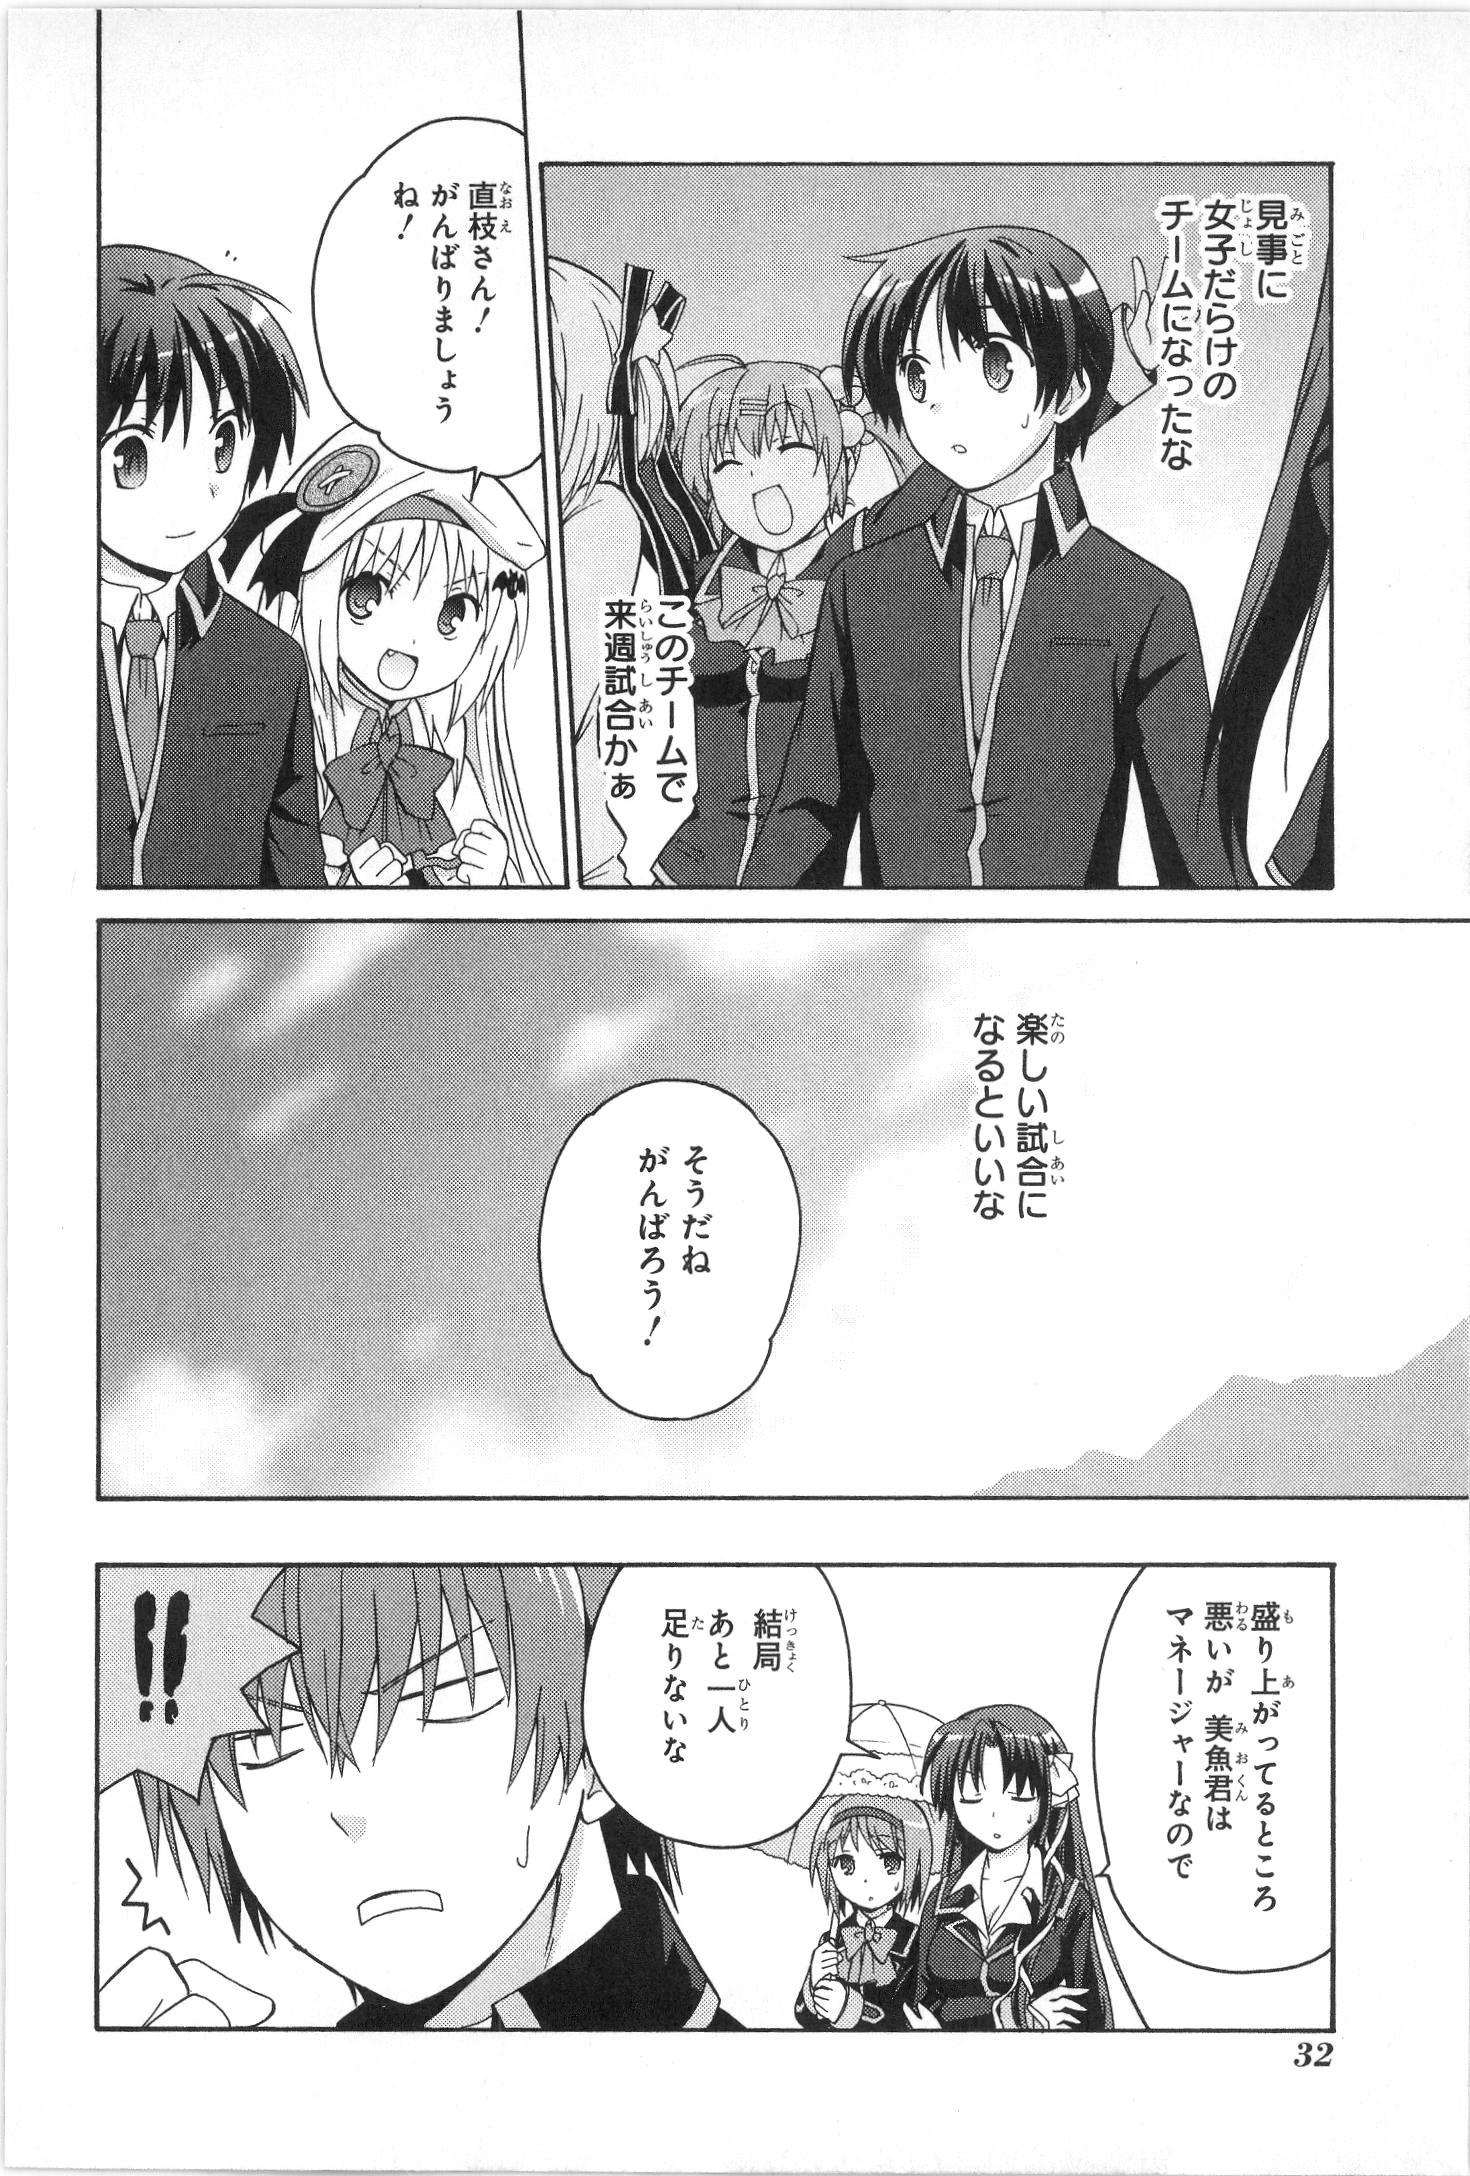 見事に
女子だらけの
チームになったな
このチームで
来週試合かぁ
直枝さん!
がんばりましょう
ね!
楽しい試合に
なるといいな
そうだね
がんばろう!
盛り上がってるところ
悪いが 美魚君は
マネージャーなので
結局
あと一人
足りないな
!!
32